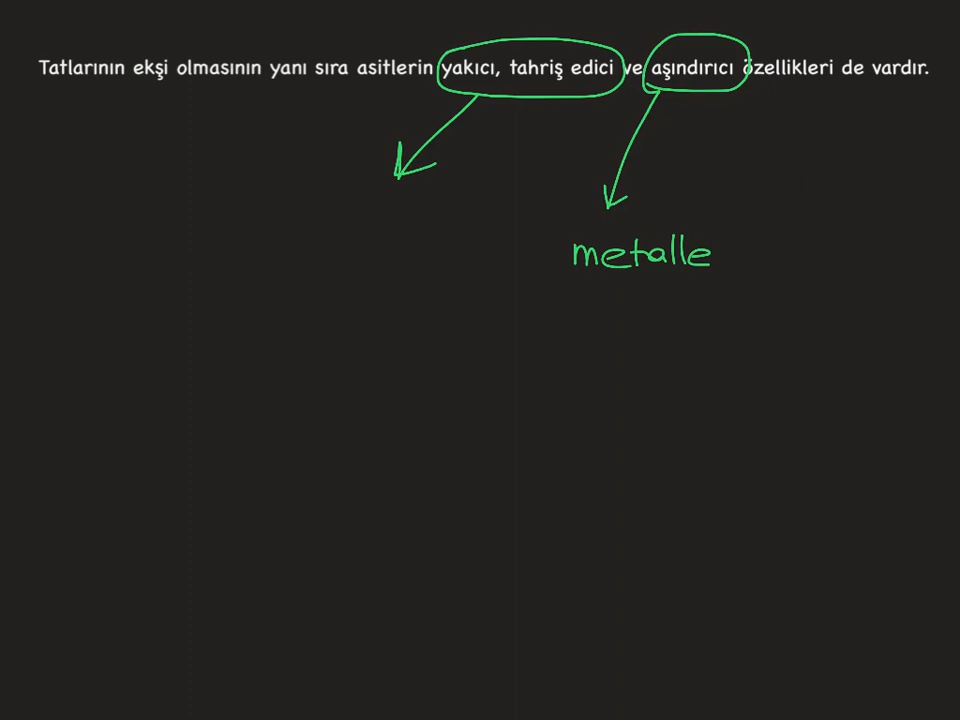 Tatlarının ekşi olmasının yanı sıra asitlerin yakıcı, tahriş edici ve aşındırıcı özellikleri de vardır.
metalle